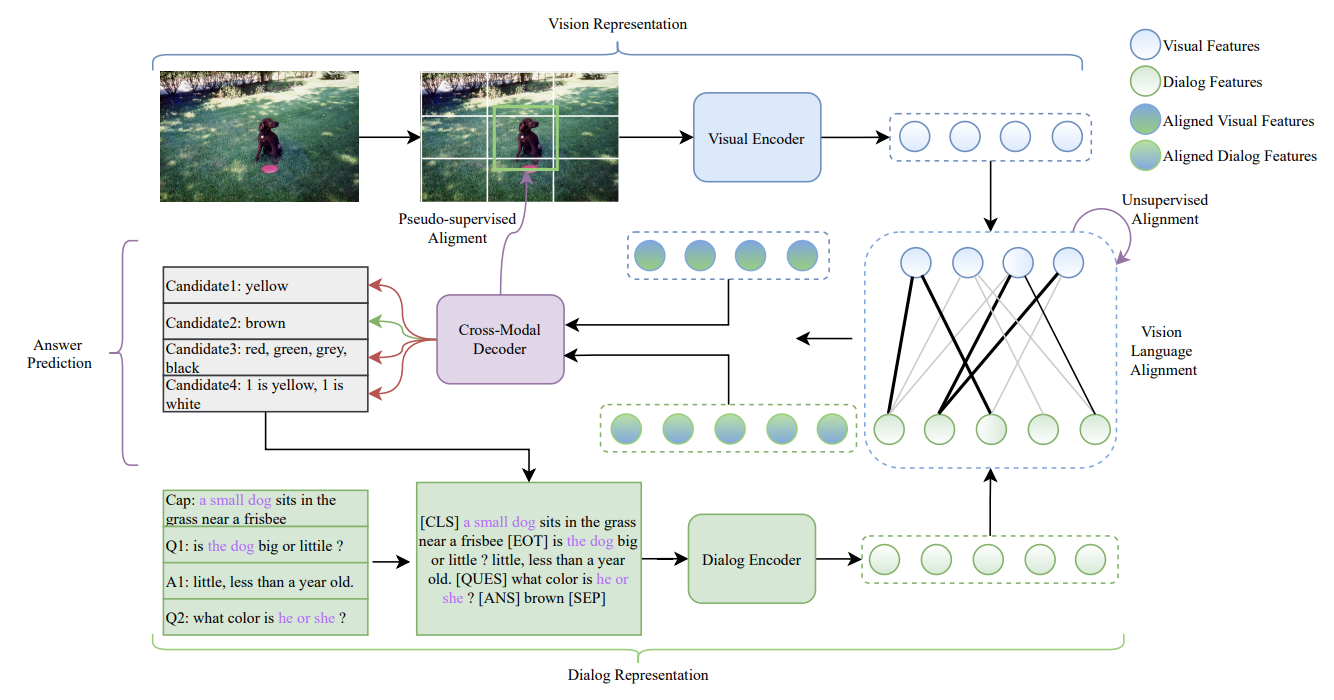 Vision Representation
Visual Features
Dialog Features
Aligned Visual Features
Aligned Dialog Features
Visual Encoder
Pseudo-supervised
Aligment
Unsupervised
Alignment
Answer
Prediction
Candidate1: yellow
Candidate2: brown
Candidate3: red, green, grey,
black
Candidate4: 1 is yellow, 1 is
white
Cross-Modal
Decoder
Vision
Language
Alignment
Cap: a small dog sits in the
grass near a frisbee
Q1: is the dog big or littile ?
A1: little, less than a year old.
Q2: what color is he or she ?
[CLS] a small dog sits in the grass
near a frisbee [EOT] is the dog big
or little ? little, less than a year
old. [QUES] what color is he or
she ? [ANS] brown [SEP]
Dialog Encoder
Dialog Representation